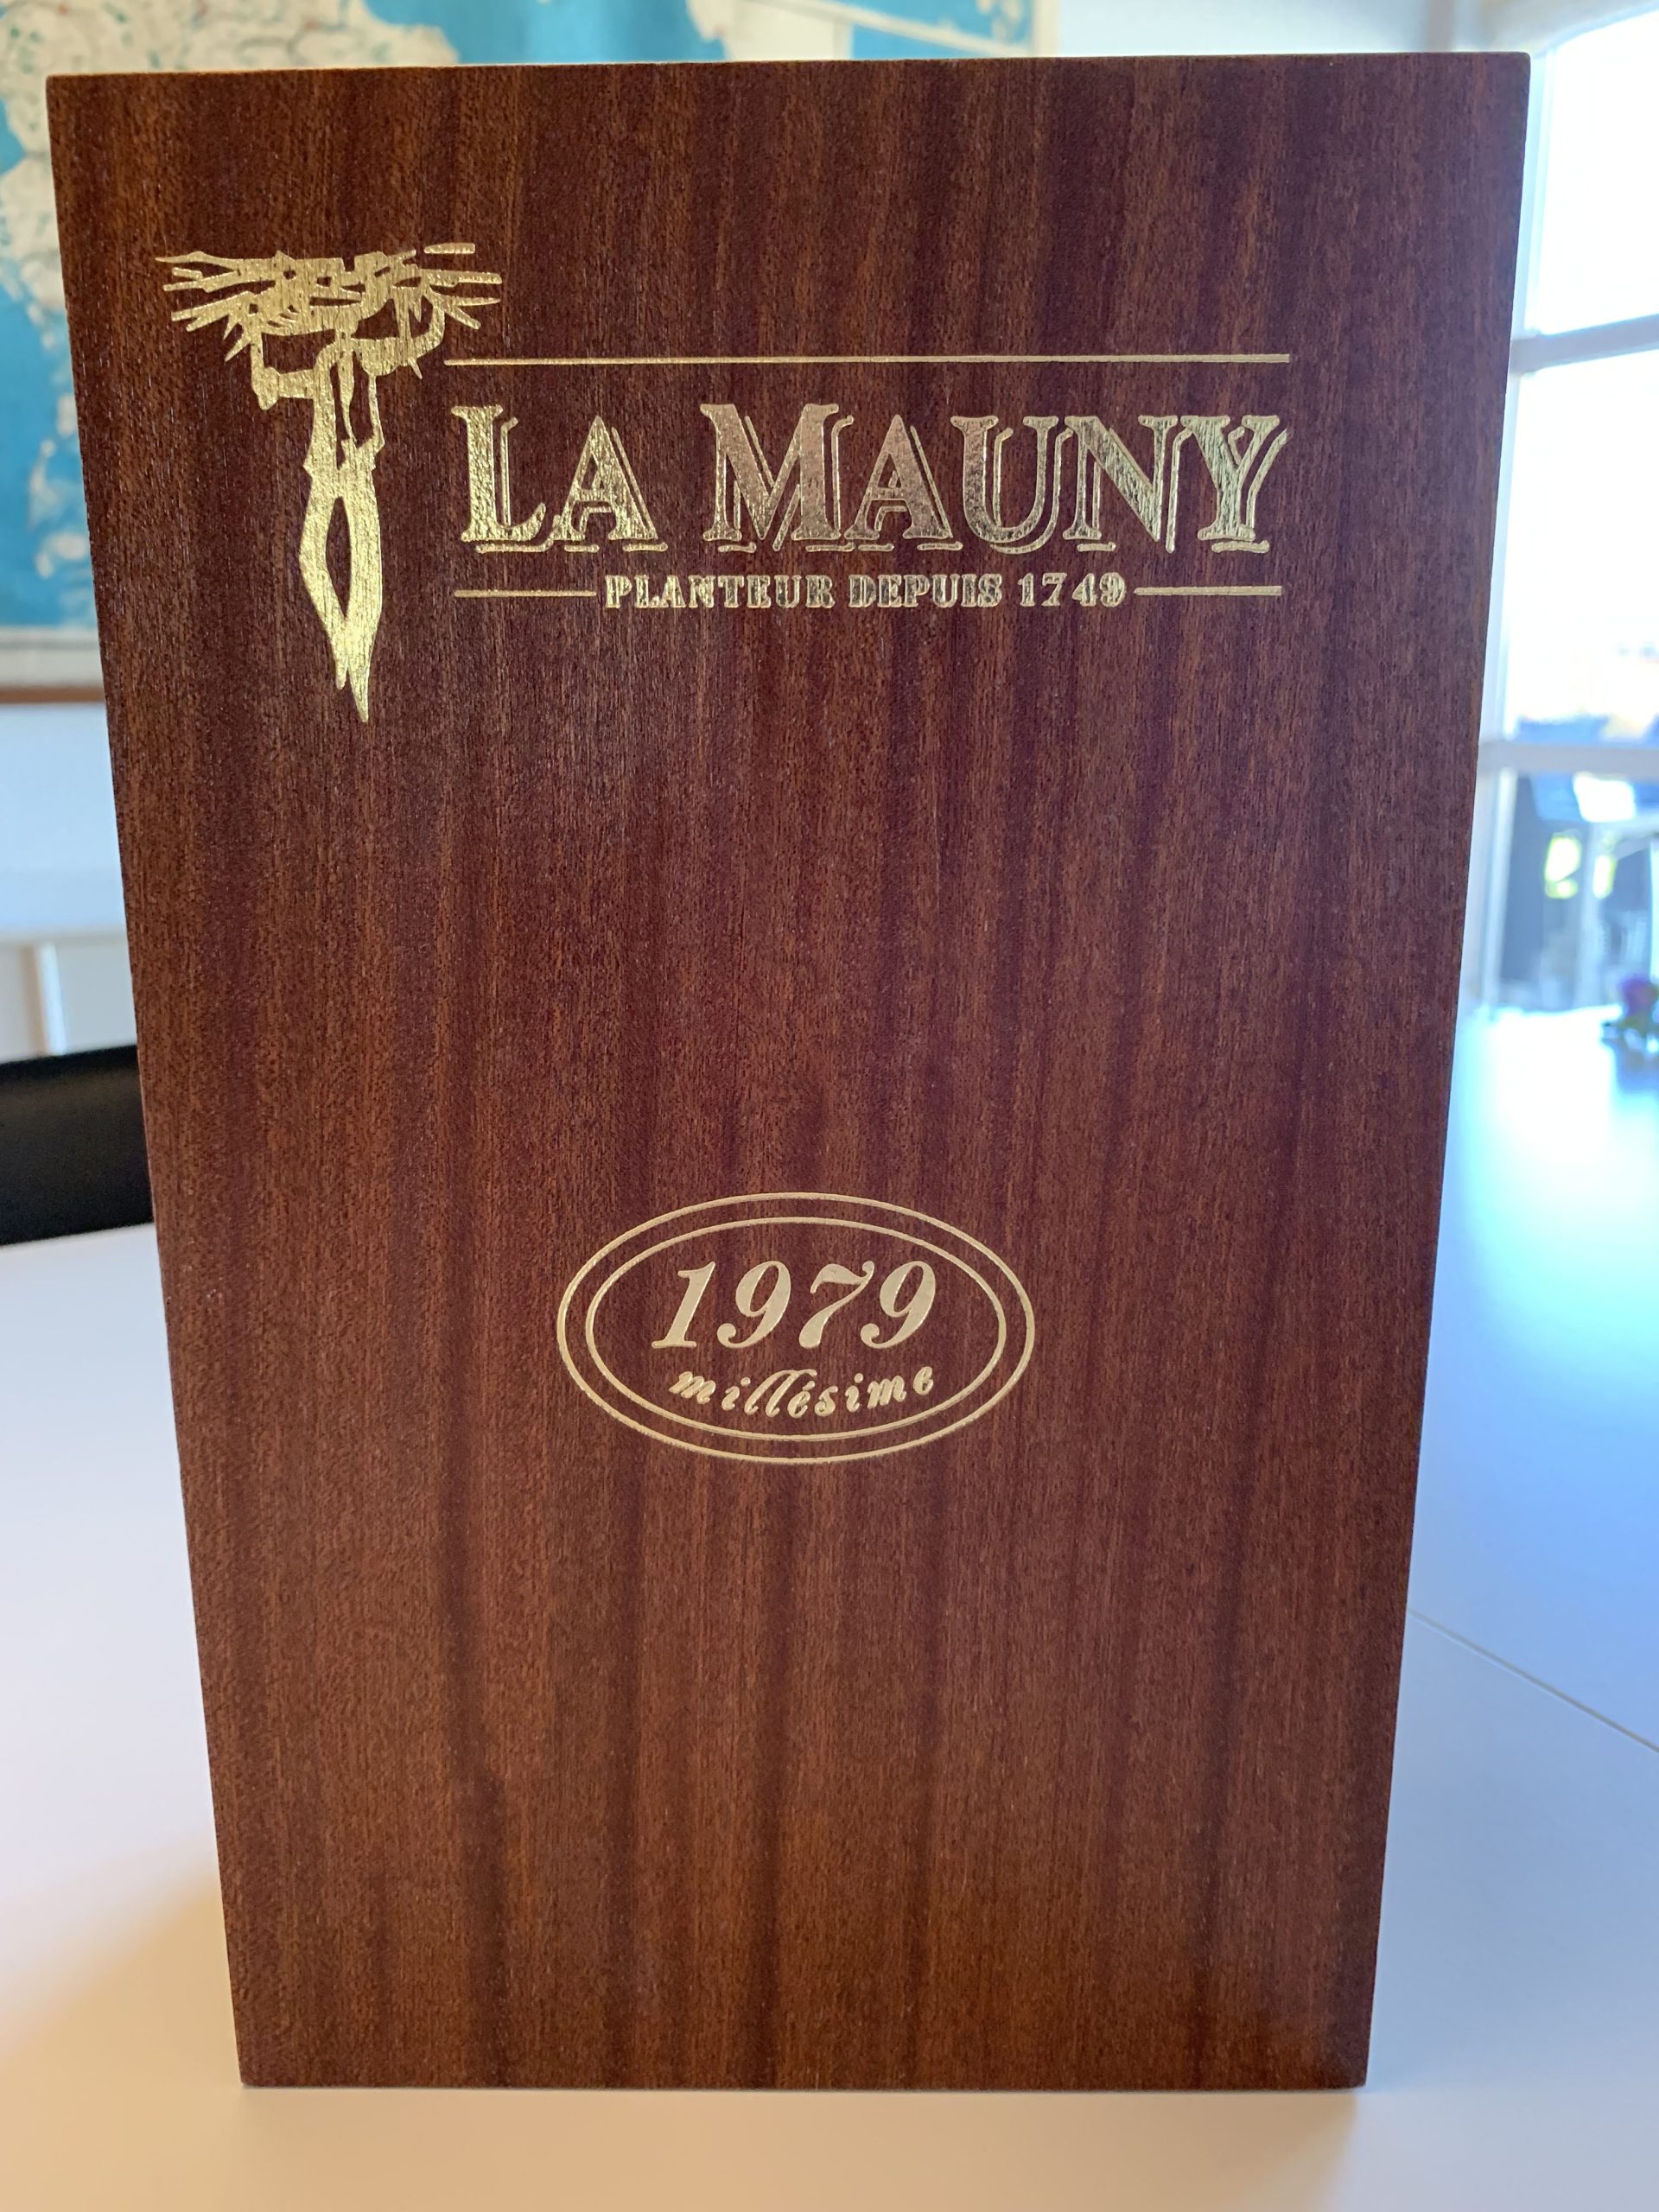 LA MAUNY
PLANTEUR DEPUIS 1749
1979
millésime